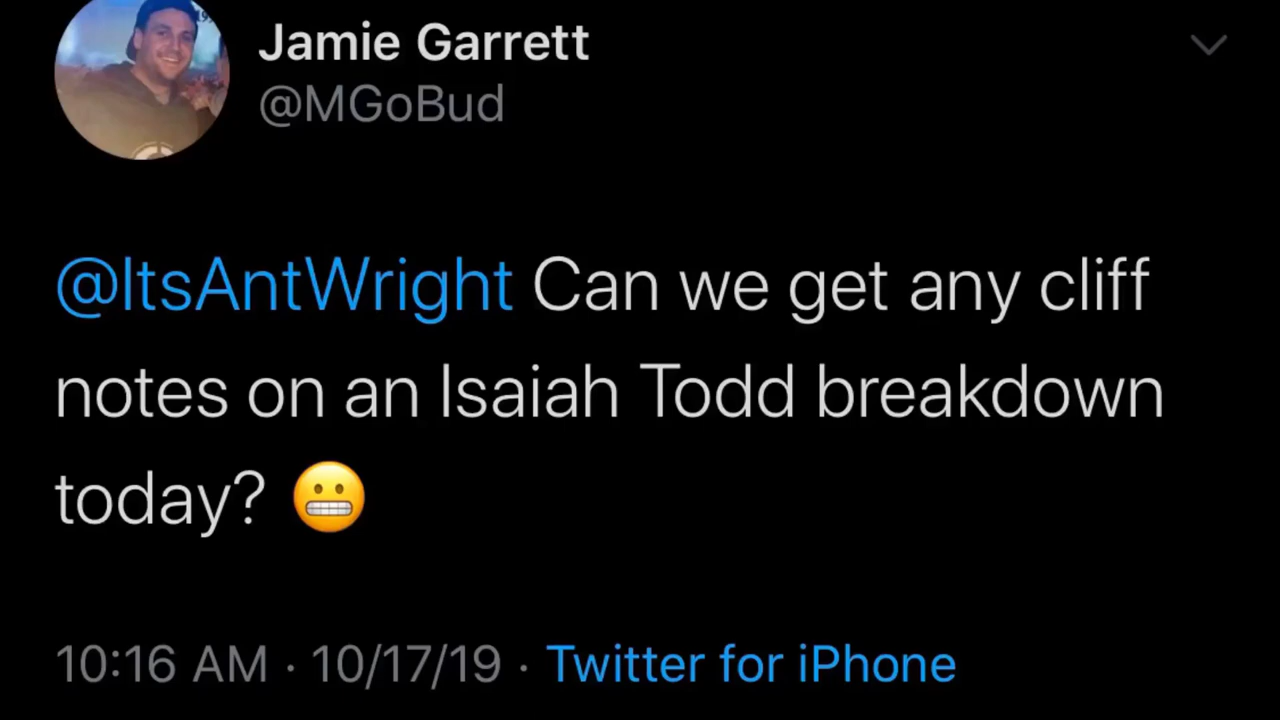 Jamie Garrett
@MGoBud
@ItsAntWright Can we get any cliff
notes on an Isaiah Todd breakdown
today? 😬
10:16 AM · 10/17/19 · Twitter for iPhone